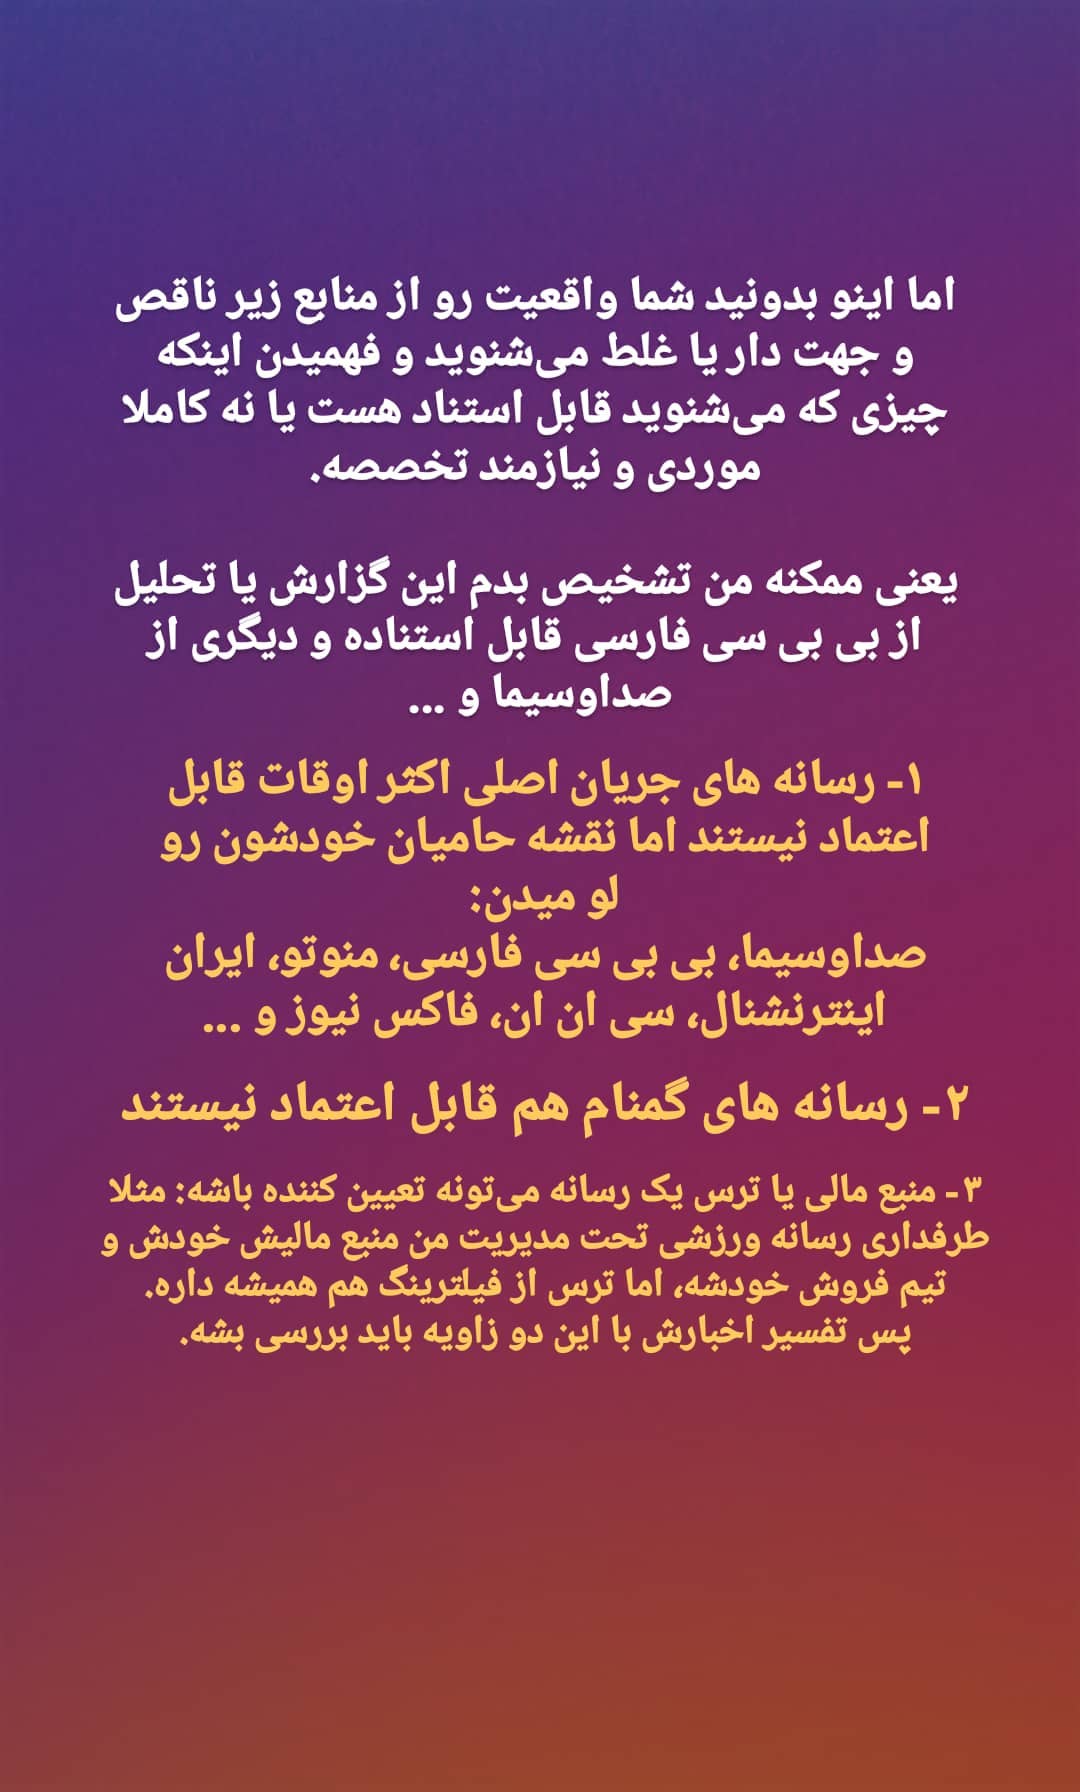 اما اینو بدونید شما واقعیت رو از منابع زیر ناقص
و جهت دار یا غلط می‌شنوید و فهمیدن اینکه
چیزی که می‌شنوید قابل استناد هست یا نه کاملا
موردی و نیازمند تخصصه.
یعنی ممکنه من تشخیص بدم این گزارش یا تحلیل
از بی بی سی فارسی قابل استناده و دیگری از
صداوسیما و ...
۱- رسانه های جریان اصلی اکثر اوقات قابل
اعتماد نیستند اما نقشه حامیان خودشون رو
لو میدن:
صداوسیما، بی بی سی فارسی، منوتو، ایران
اینترنشنال، سی ان ان، فاکس نیوز و ...
۲- رسانه های گمنام هم قابل اعتماد نیستند
۳- منبع مالی یا ترس یک رسانه می‌تونه تعیین کننده باشه: مثلا
طرفداری رسانه ورزشی تحت مدیریت من منبع مالیش خودش و
تیم فروش خودشه، اما ترس از فیلترینگ هم همیشه داره.
پس تفسیر اخبارش با این دو زاویه باید بررسی بشه.